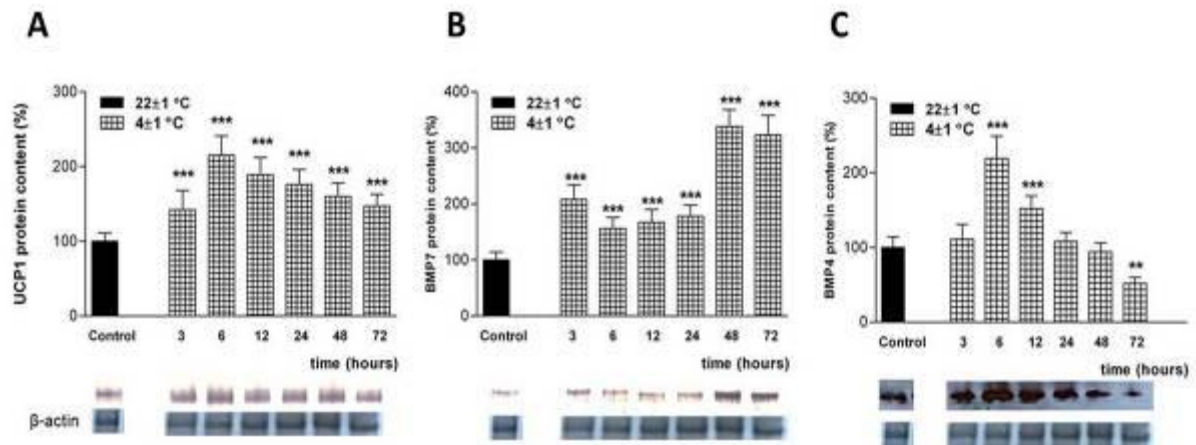 A
UCP1 protein content (%)
300
200
100
0
22±1 °C
4±1 °C
***
***
***
***
***
***
Control 3 6 12 24 48 72
time (hours)
β-actin
B
BMP7 protein content (%)
400
300
200
100
0
22±1 °C
4±1 °C
***
***
***
***
***
***
Control 3 6 12 24 48 72
time (hours)
C
BMP4 protein content (%)
300
200
100
0
22±1 °C
4±1 °C
***
***
**
Control 3 6 12 24 48 72
time (hours)